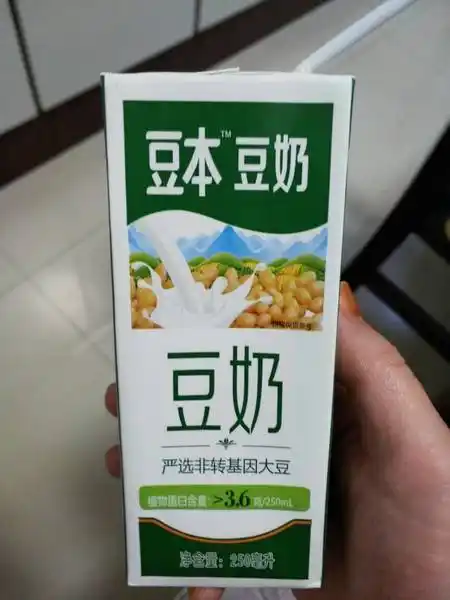 豆本™豆奶
豆奶
严选非转基因大豆
植物蛋白含量 >3.6 克/250mL
净含量：250毫升